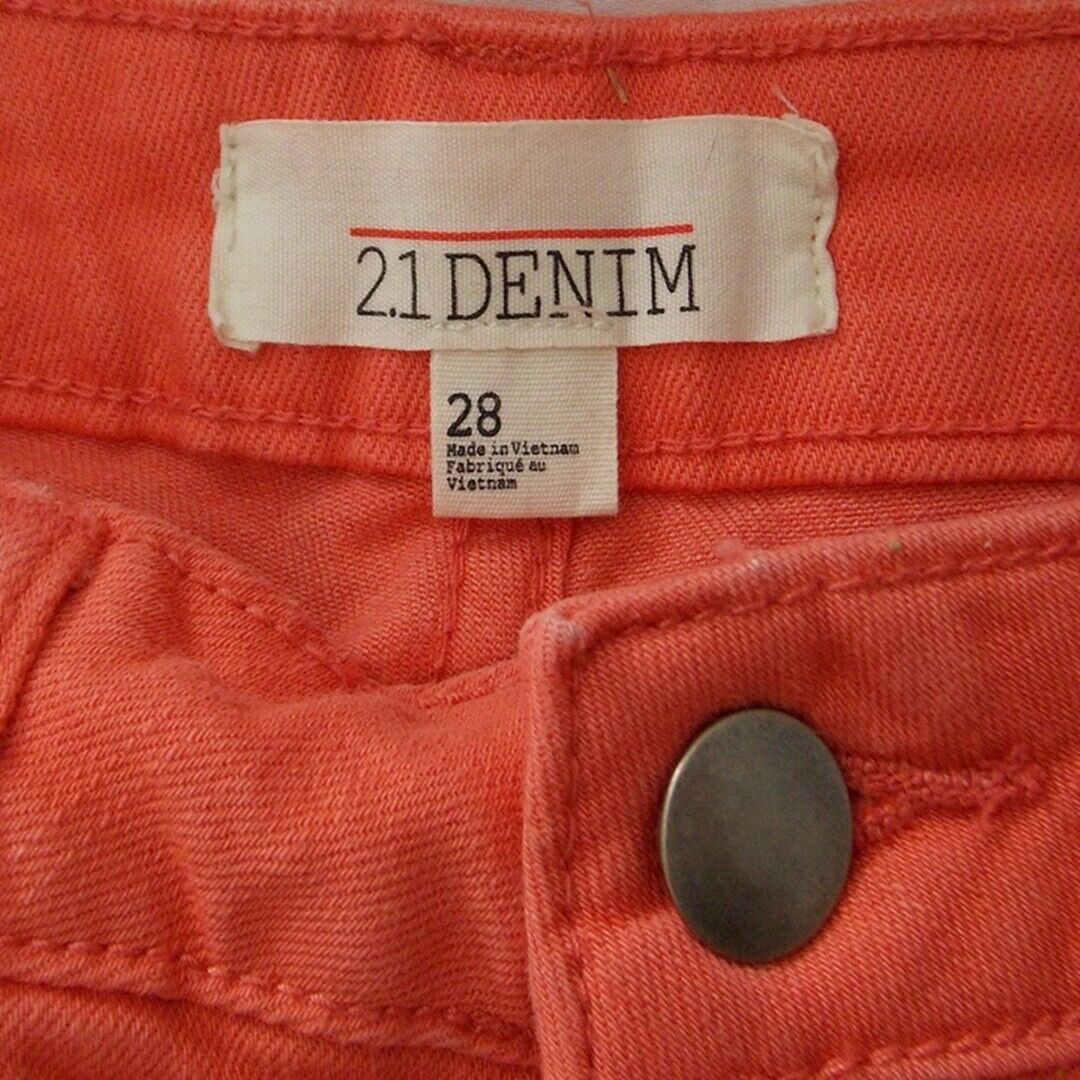 2.1 DENIM
28
Made in Vietnam
Fabriqué au
Vietnam